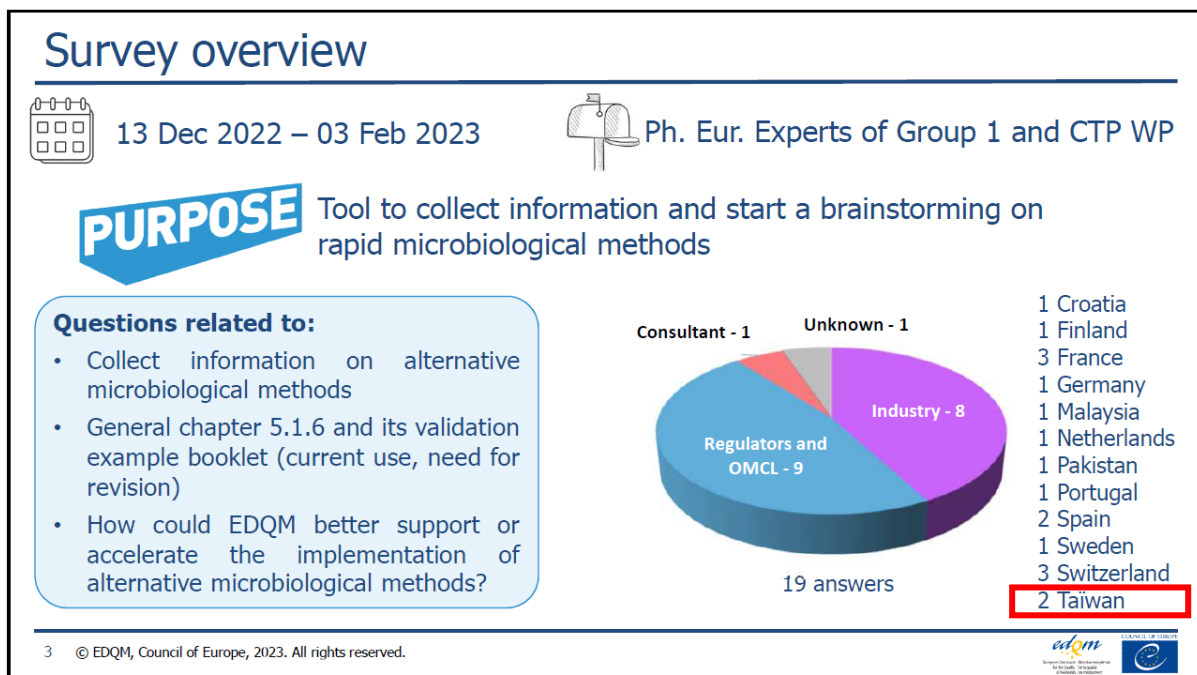 Survey overview
13 Dec 2022 – 03 Feb 2023
Ph. Eur. Experts of Group 1 and CTP WP
PURPOSE
Tool to collect information and start a brainstorming on
rapid microbiological methods
Questions related to:
• Collect information on alternative
microbiological methods
• General chapter 5.1.6 and its validation
example booklet (current use, need for
revision)
• How could EDQM better support or
accelerate the implementation of
alternative microbiological methods?
Consultant - 1
Unknown - 1
Industry - 8
Regulators and
OMCL - 9
19 answers
1 Croatia
1 Finland
3 France
1 Germany
1 Malaysia
1 Netherlands
1 Pakistan
1 Portugal
2 Spain
1 Sweden
3 Switzerland
2 Taïwan
3 © EDQM, Council of Europe, 2023. All rights reserved.
edqm
COUNCIL OF EUROPE